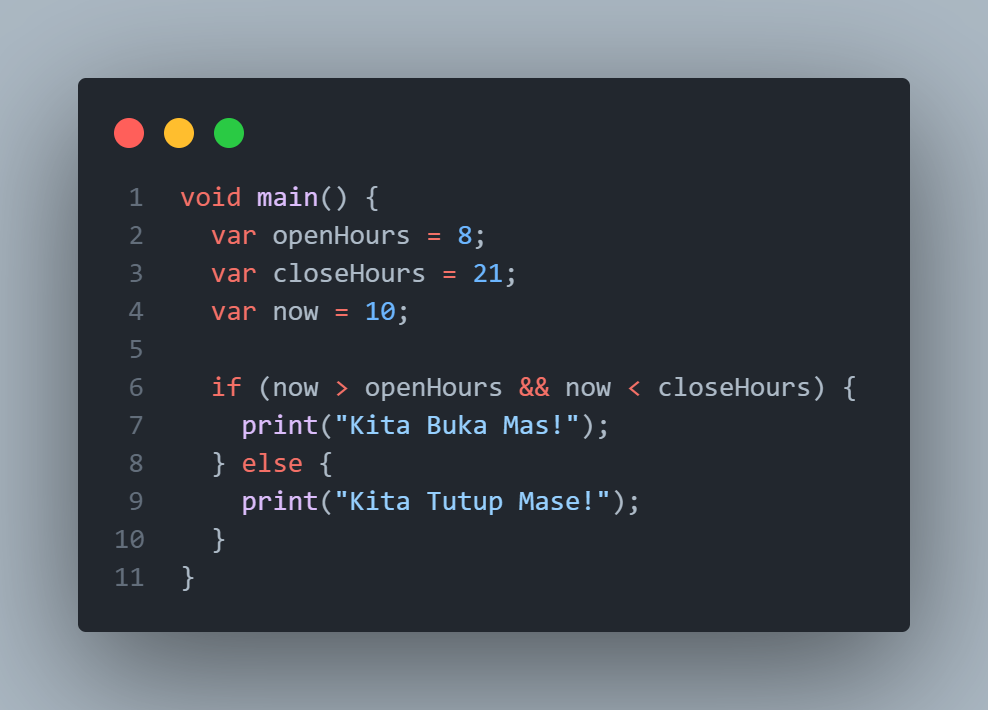 1 void main() {
2   var openHours = 8;
3   var closeHours = 21;
4   var now = 10;
5
6   if (now > openHours && now < closeHours) {
7     print("Kita Buka Mas!");
8   } else {
9     print("Kita Tutup Mase!");
10   }
11 }